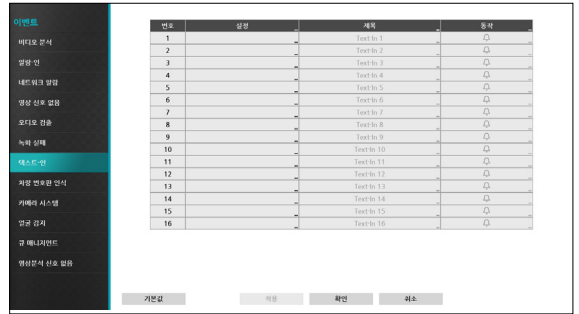 이벤트
비디오 분석
알람-인
네트워크 알람
영상 신호 없음
오디오 검출
녹화 실패
텍스트-인
차량 번호판 인식
카메라 시스템
얼굴 감지
큐 매니지먼트
영상분석 신호 없음
번호 설정 제목 동작
1 Text-In 1
2 Text-In 2
3 Text-In 3
4 Text-In 4
5 Text-In 5
6 Text-In 6
7 Text-In 7
8 Text-In 8
9 Text-In 9
10 Text-In 10
11 Text-In 11
12 Text-In 12
13 Text-In 13
14 Text-In 14
15 Text-In 15
16 Text-In 16
기본값 적용 확인 취소